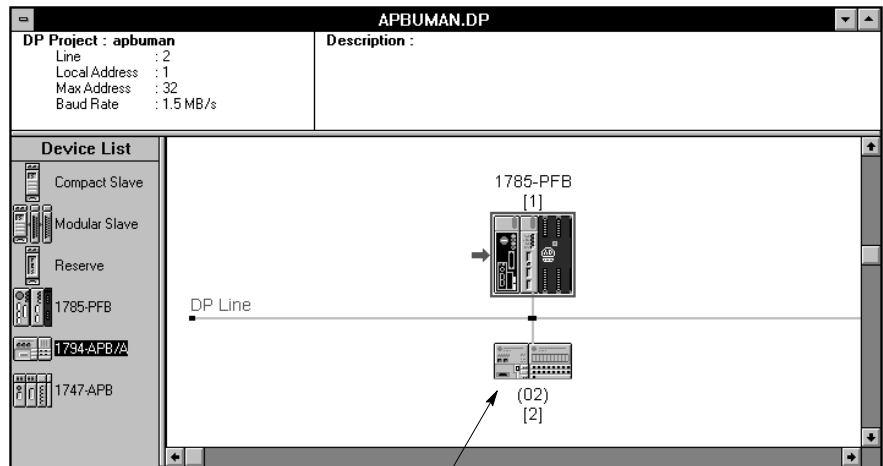 APBUMAN.DP
DP Project : apbuman
Line : 2
Local Address : 1
Max Address : 32
Baud Rate : 1.5 MB/s
Description :
Device List
Compact Slave
Modular Slave
Reserve
1785-PFB
1794-APB/A
1747-APB
1785-PFB
[1]
DP Line
(02)
[2]